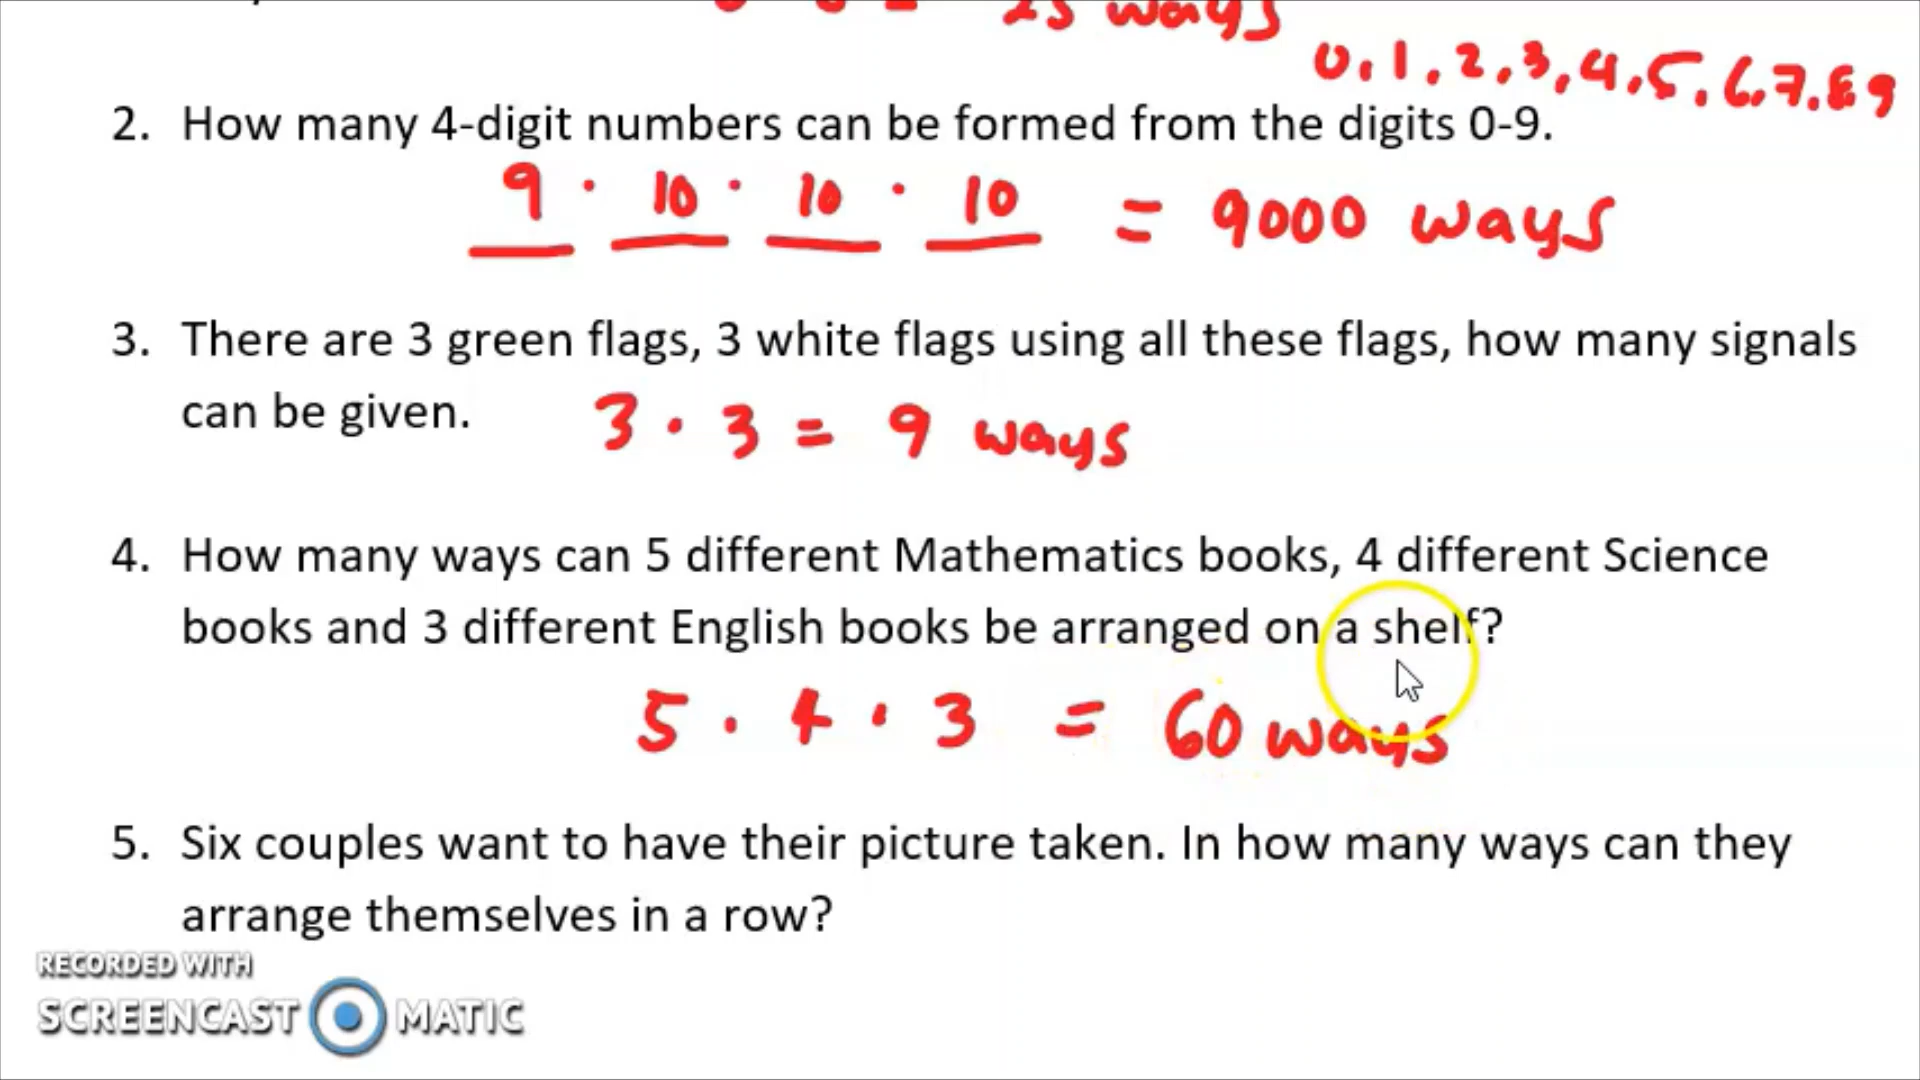 25 ways
0,1,2,3,4,5,6,7,8,9
2. How many 4-digit numbers can be formed from the digits 0-9.
9 · 10 · 10 · 10 = 9000 ways
3. There are 3 green flags, 3 white flags using all these flags, how many signals
can be given. 3 · 3 = 9 ways
4. How many ways can 5 different Mathematics books, 4 different Science
books and 3 different English books be arranged on a shelf?
5 · 4 · 3 = 60 ways
5. Six couples want to have their picture taken. In how many ways can they
arrange themselves in a row?
RECORDED WITH
SCREENCAST MATIC